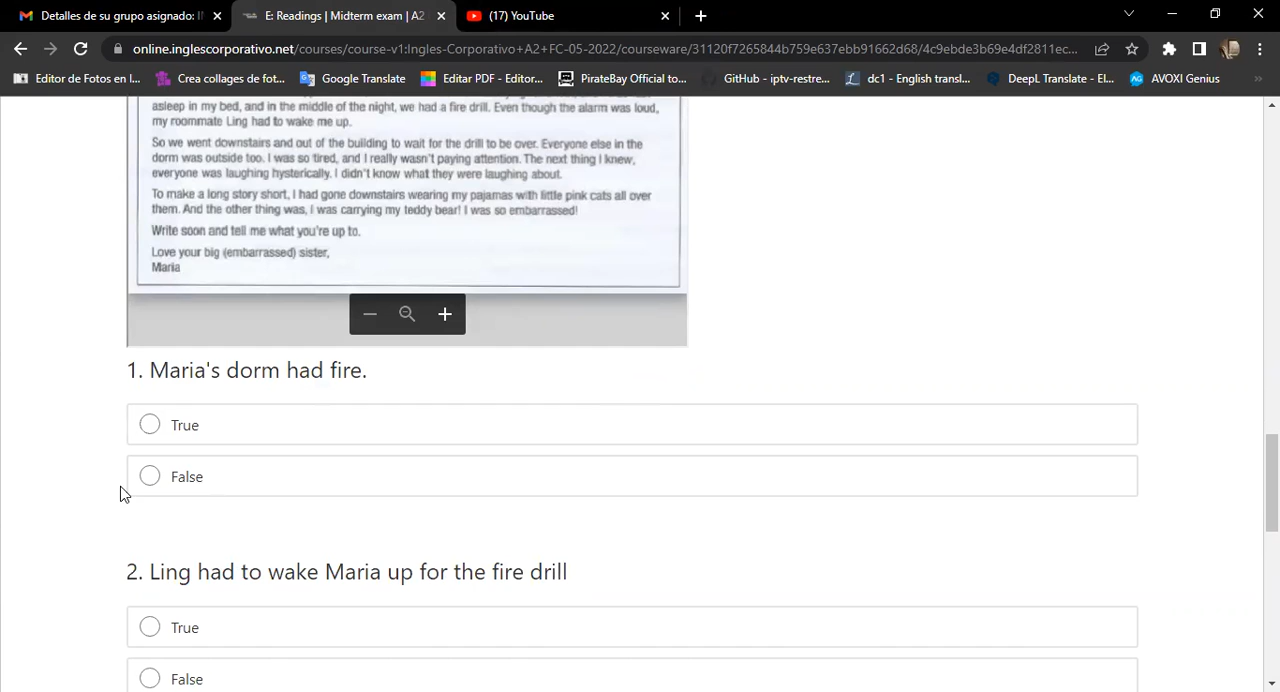 Detalles de su grupo asignado: I
E: Readings | Midterm exam | A2
(17) YouTube
online.inglescorporativo.net/courses/course-v1:Ingles-Corporativo+A2+FC-05-2022/courseware/31120f7265844b759e637ebb91662d68/4c9ebde3b69e4df2811ec...
Editor de Fotos en l...
Crea collages de fot...
Google Translate
Editar PDF - Editor...
PirateBay Official to...
GitHub - iptv-restre...
dc1 - English transl...
DeepL Translate - El...
AVOXI Genius
»
asleep in my bed, and in the middle of the night, we had a fire drill. Even though the alarm was loud,
my roommate Ling had to wake me up.
So we went downstairs and out of the building to wait for the drill to be over. Everyone else in the
dorm was outside too. I was so tired, and I really wasn't paying attention. The next thing I knew,
everyone was laughing hysterically. I didn't know what they were laughing about.
To make a long story short, I had gone downstairs wearing my pajamas with little pink cats all over
them. And the other thing was, I was carrying my teddy bear! I was so embarrassed!
Write soon and tell me what you're up to.
Love your big (embarrassed) sister,
Maria
1. Maria's dorm had fire.
True
False
2. Ling had to wake Maria up for the fire drill
True
False